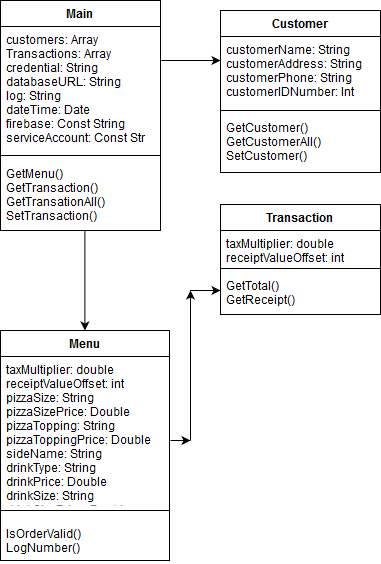 Main
customers: Array
Transactions: Array
credential: String
databaseURL: String
log: String
dateTime: Date
firebase: Const String
serviceAccount: Const Str
GetMenu()
GetTransaction()
GetTransationAll()
SetTransaction()
Customer
customerName: String
customerAddress: String
customerPhone: String
customerIDNumber: Int
GetCustomer()
GetCustomerAll()
SetCustomer()
Transaction
taxMultiplier: double
receiptValueOffset: int
GetTotal()
GetReceipt()
Menu
taxMultiplier: double
receiptValueOffset: int
pizzaSize: String
pizzaSizePrice: Double
pizzaTopping: String
pizzaToppingPrice: Double
sideName: String
drinkType: String
drinkPrice: Double
drinkSize: String
IsOrderValid()
LogNumber()